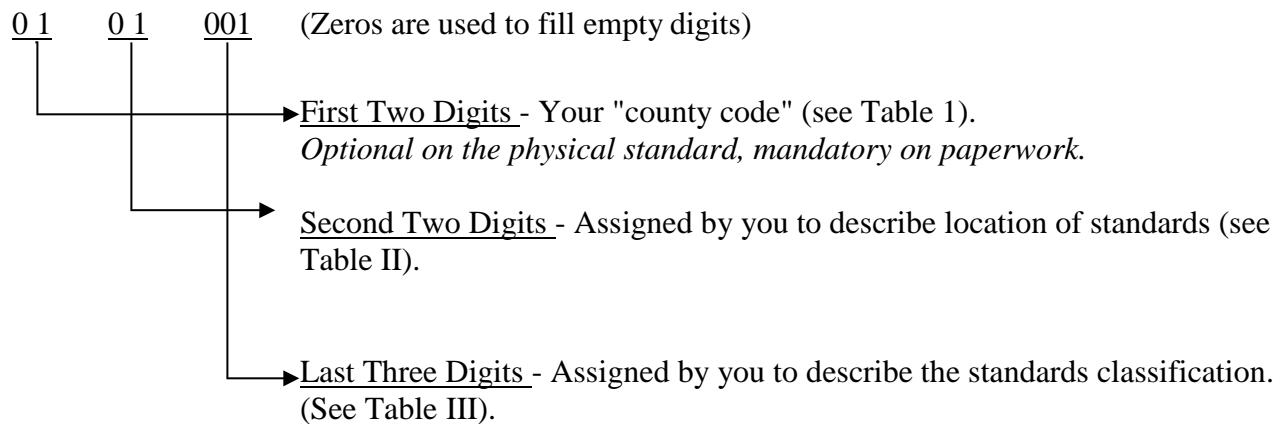 0 1 0 1 001 (Zeros are used to fill empty digits)
First Two Digits - Your "county code" (see Table 1).
Optional on the physical standard, mandatory on paperwork.
Second Two Digits - Assigned by you to describe location of standards (see
Table II).
Last Three Digits - Assigned by you to describe the standards classification.
(See Table III).